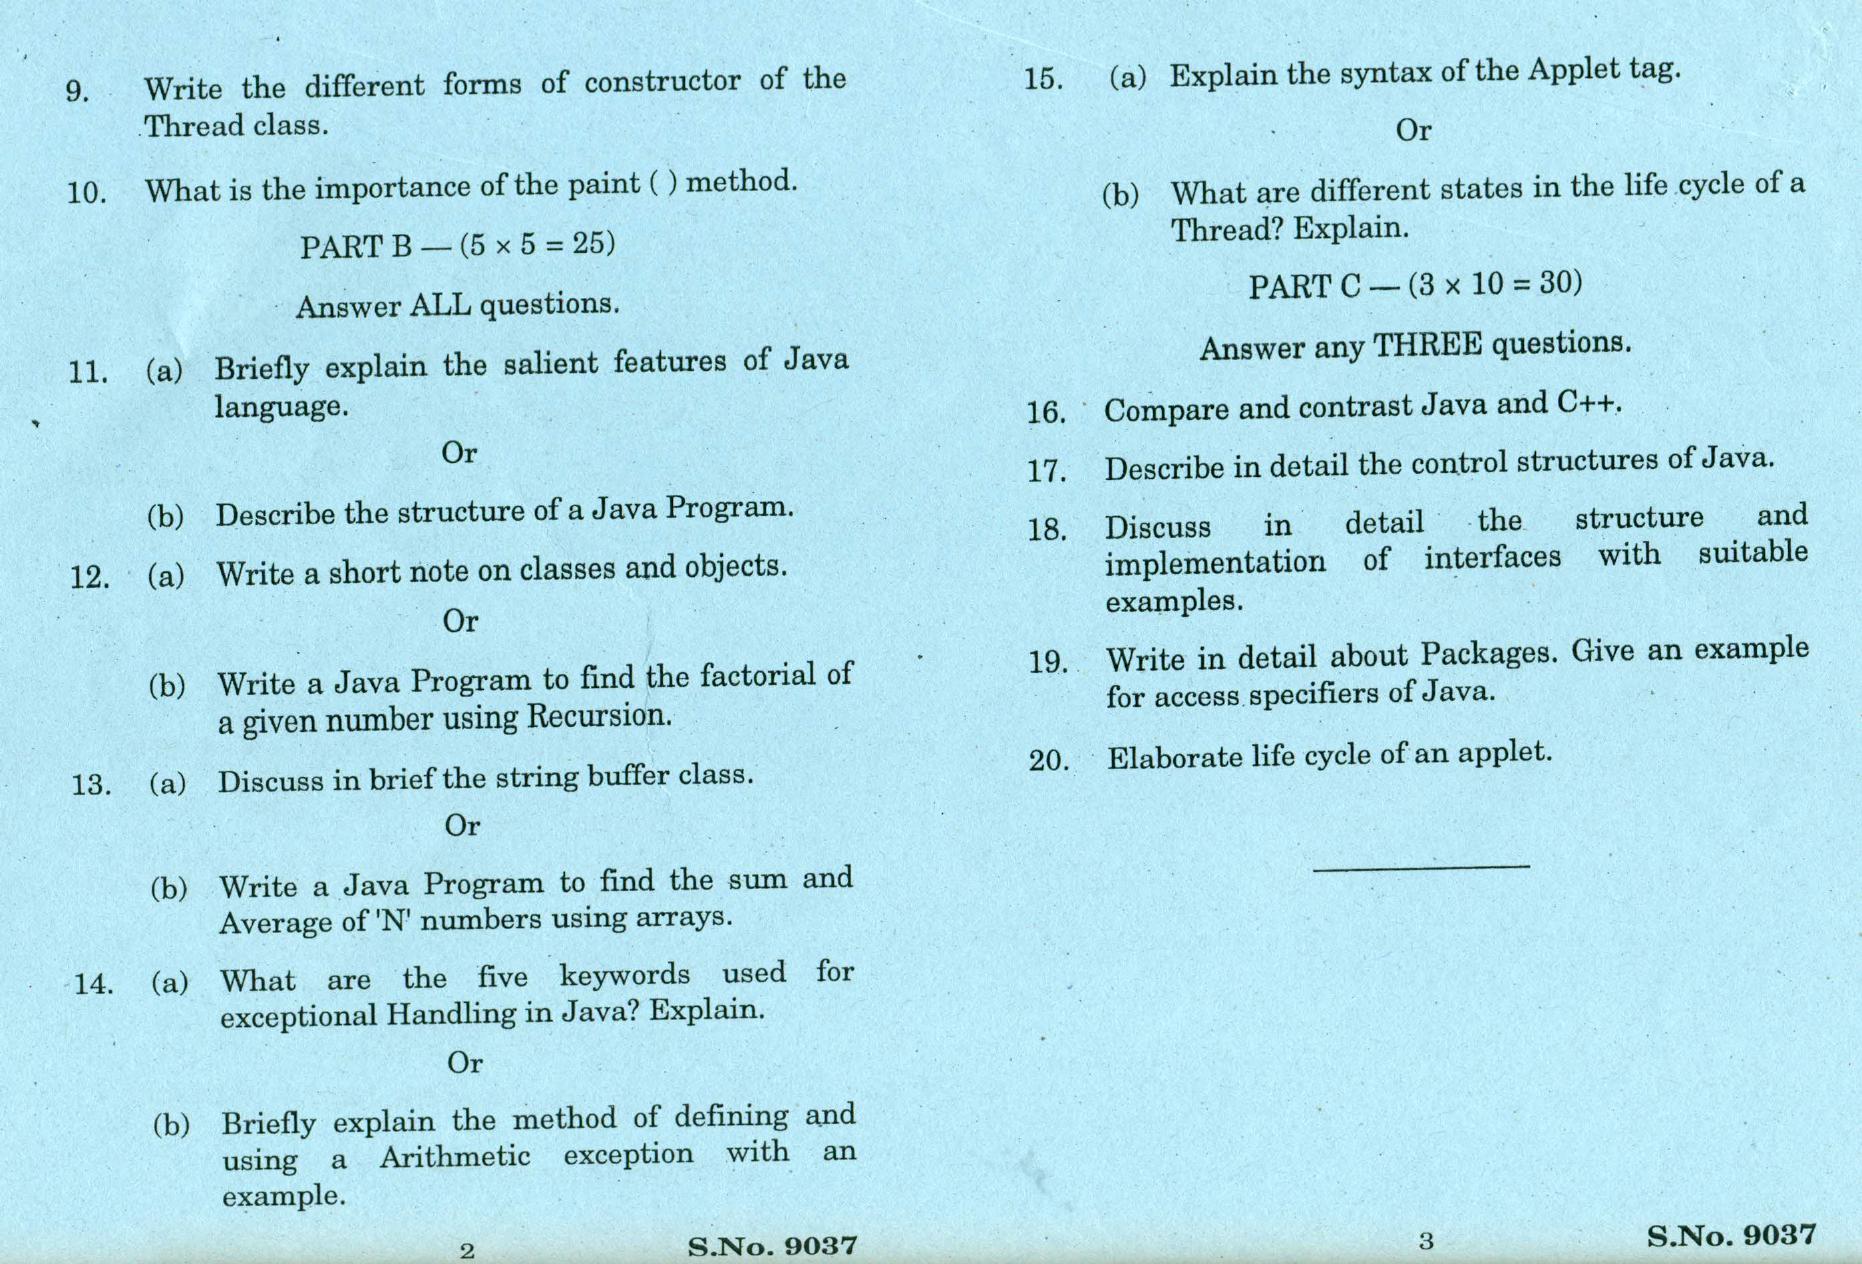 9. Write the different forms of constructor of the
Thread class.
10. What is the importance of the paint ( ) method.
PART B — (5 × 5 = 25)
Answer ALL questions.
11. (a) Briefly explain the salient features of Java
language.
Or
(b) Describe the structure of a Java Program.
12. (a) Write a short note on classes and objects.
Or
(b) Write a Java Program to find the factorial of
a given number using Recursion.
13. (a) Discuss in brief the string buffer class.
Or
(b) Write a Java Program to find the sum and
Average of 'N' numbers using arrays.
14. (a) What are the five keywords used for
exceptional Handling in Java? Explain.
Or
(b) Briefly explain the method of defining and
using a Arithmetic exception with an
example.
2 S.No. 9037
15. (a) Explain the syntax of the Applet tag.
Or
(b) What are different states in the life cycle of a
Thread? Explain.
PART C — (3 × 10 = 30)
Answer any THREE questions.
16. Compare and contrast Java and C++.
17. Describe in detail the control structures of Java.
18. Discuss in detail the structure and
implementation of interfaces with suitable
examples.
19. Write in detail about Packages. Give an example
for access specifiers of Java.
20. Elaborate life cycle of an applet.
3 S.No. 9037